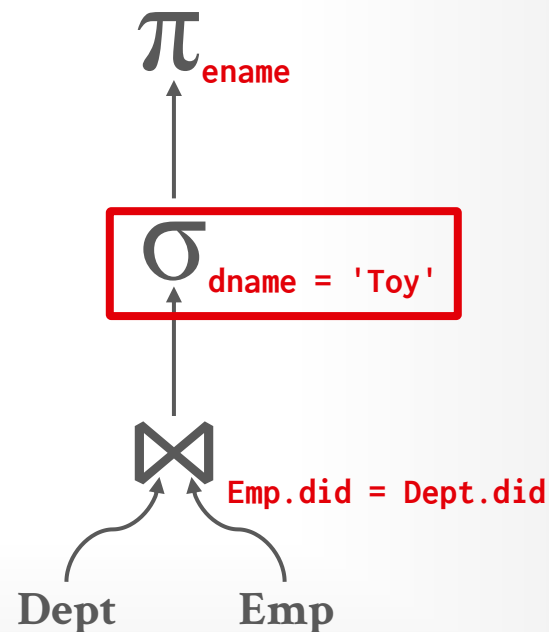 π ename
σ dname = 'Toy'
⋈ Emp.did = Dept.did
Dept Emp